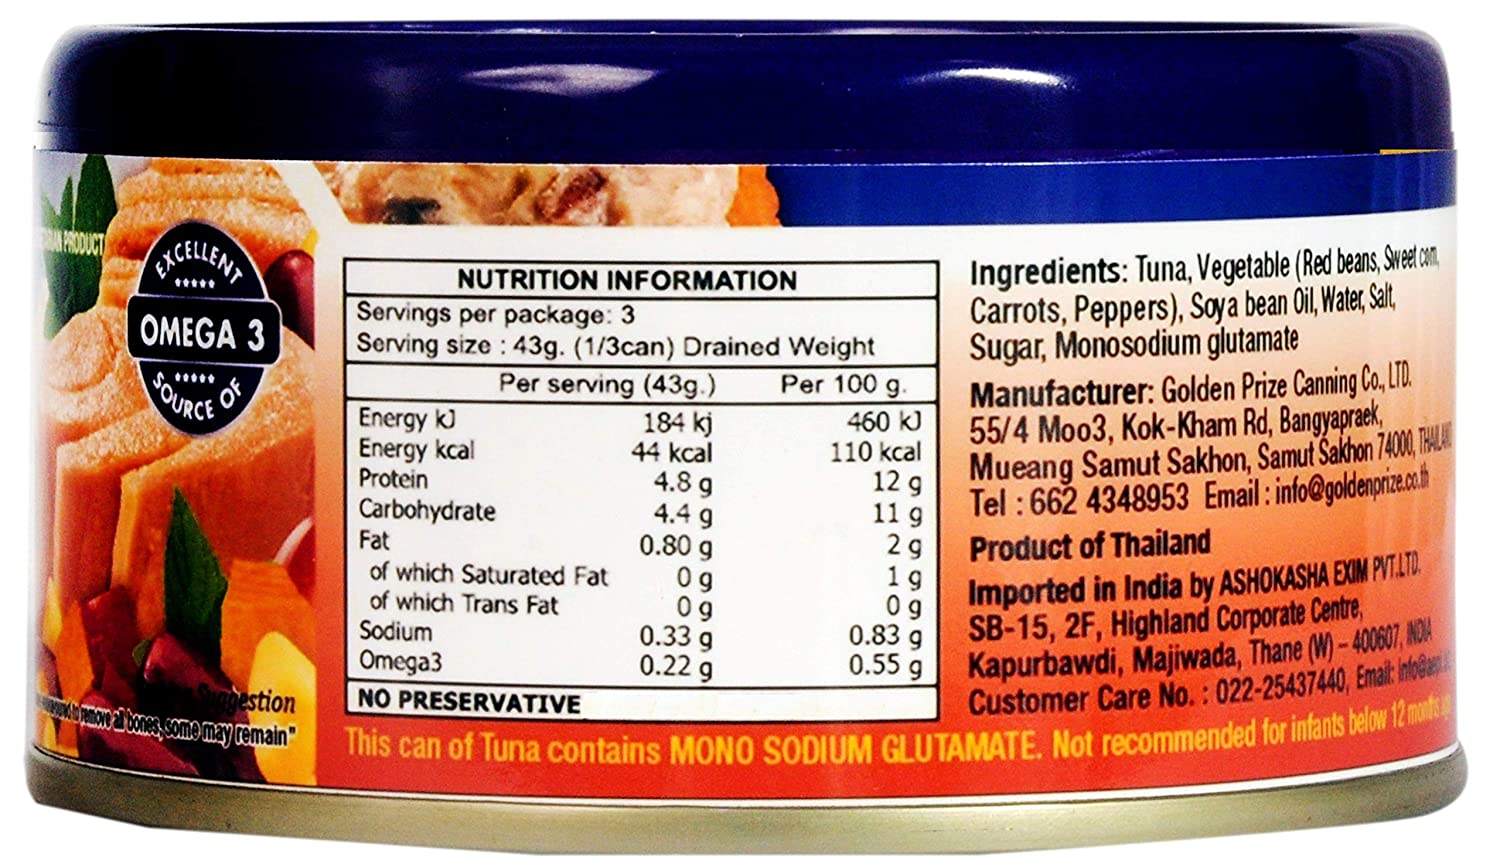 EXCELLENT
OMEGA 3
SOURCE OF
PRODUCT
remove all bones, some may remain"
NUTRITION INFORMATION
Servings per package: 3
Serving size : 43g. (1/3can) Drained Weight
Per serving (43g.) Per 100 g.
Energy kJ 184 kj 460 kJ
Energy kcal 44 kcal 110 kcal
Protein 4.8 g 12 g
Carbohydrate 4.4 g 11 g
Fat 0.80 g 2 g
of which Saturated Fat 0 g 1 g
of which Trans Fat 0 g 0 g
Sodium 0.33 g 0.83 g
Omega3 0.22 g 0.55 g
NO PRESERVATIVE
This can of Tuna contains MONO SODIUM GLUTAMATE. Not recommended for infants below 12 months
Ingredients: Tuna, Vegetable (Red beans, Sweet corn,
Carrots, Peppers), Soya bean Oil, Water, Salt,
Sugar, Monosodium glutamate
Manufacturer: Golden Prize Canning Co., LTD.
55/4 Moo3, Kok-Kham Rd, Bangyapraek,
Mueang Samut Sakhon, Samut Sakhon 74000, THAILAND
Tel : 662 4348953 Email : info@goldenprize.co.th
Product of Thailand
Imported in India by ASHOKASHA EXIM PVT.LTD.
SB-15, 2F, Highland Corporate Centre,
Kapurbawdi, Majiwada, Thane (W) – 400607, INDIA
Customer Care No. : 022-25437440, Email: